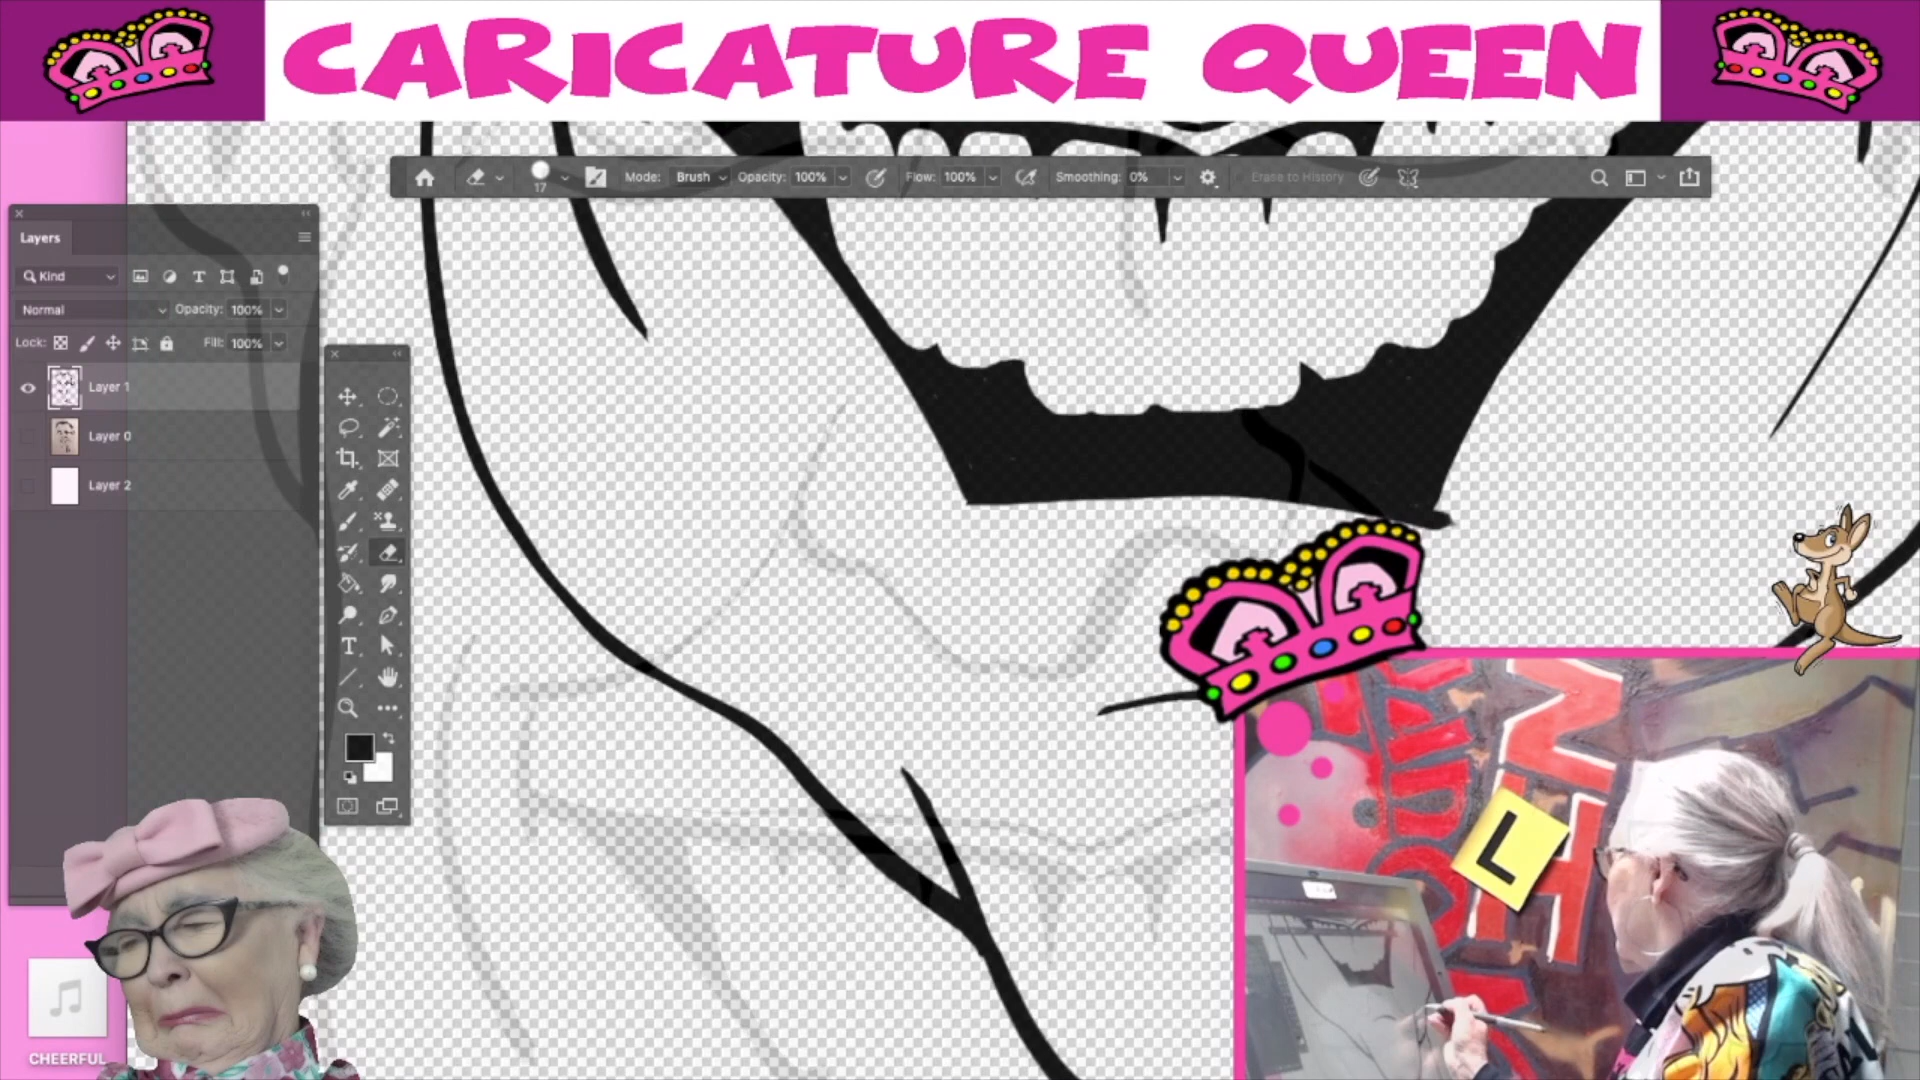 CARICATURE QUEEN
17
Mode: Brush
Opacity: 100%
Flow: 100%
Smoothing: 0%
Erase to History
Layers
Kind
Normal
Opacity: 100%
Lock:
Fill: 100%
Layer 1
Layer 0
Layer 2
L
CHEERFUL